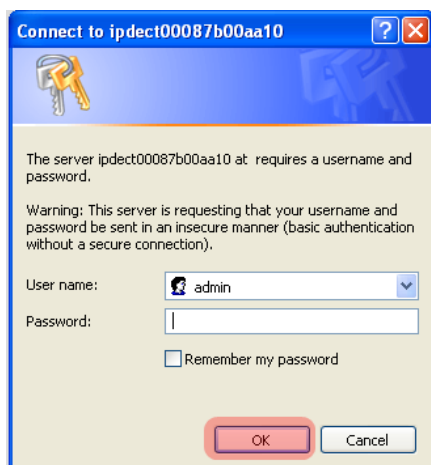 Connect to ipdect00087b00aa10
The server ipdect00087b00aa10 at  requires a username and
password.
Warning: This server is requesting that your username and
password be sent in an insecure manner (basic authentication
without a secure connection).
User name:
admin
Password:
Remember my password
OK
Cancel